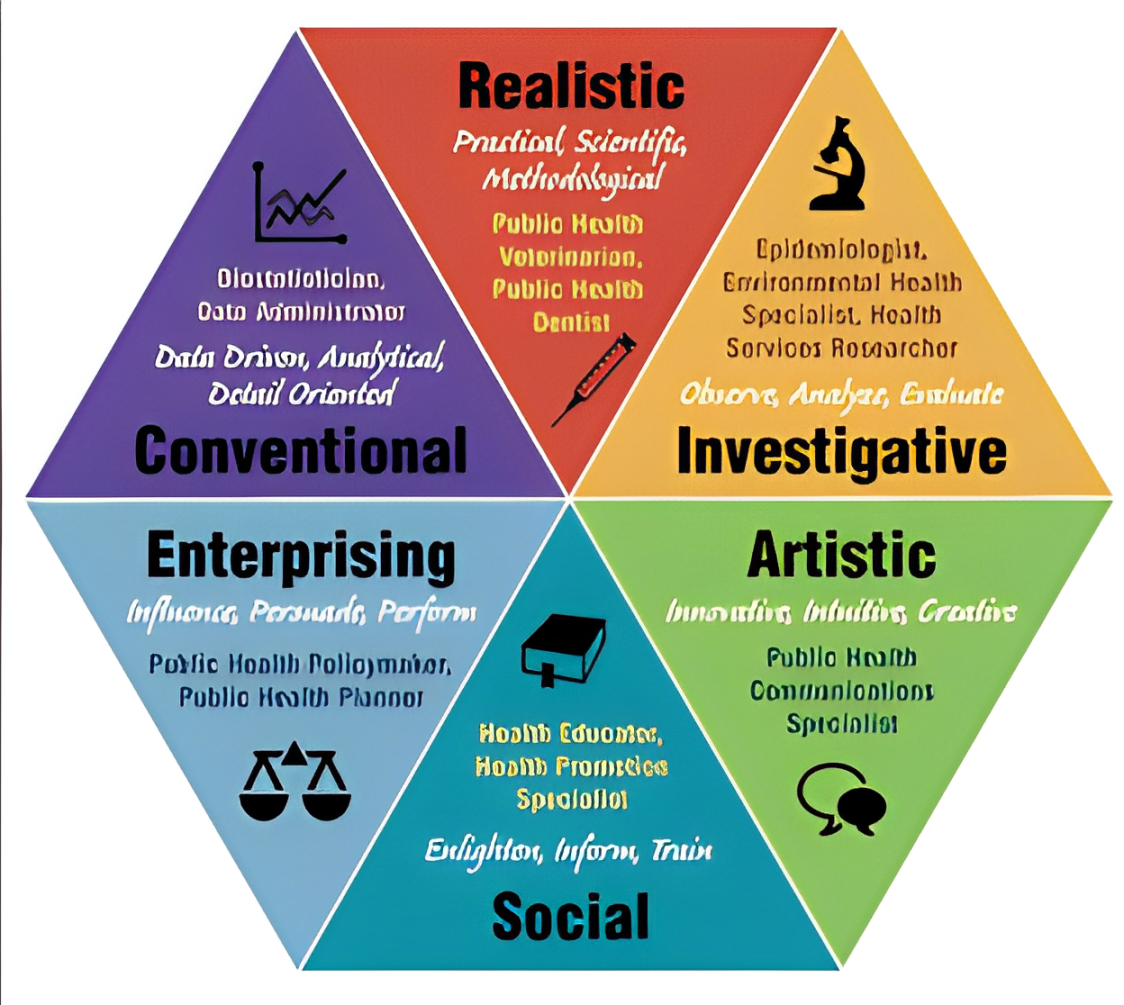 Realistic
Practical, Scientific,
Methodological
Public Health
Veterinarian,
Public Health
Dentist
Biostatistician,
Data Administrator
Data Driven, Analytical,
Detail Oriented
Conventional
Epidemiologist,
Environmental Health
Specialist, Health
Services Researcher
Observe, Analyze, Evaluate
Investigative
Enterprising
Influence, Persuade, Perform
Public Health Policymaker,
Public Health Planner
Health Educator,
Health Promotion
Specialist
Enlighten, Inform, Train
Social
Artistic
Innovative, Intuitive, Creative
Public Health
Communications
Specialist